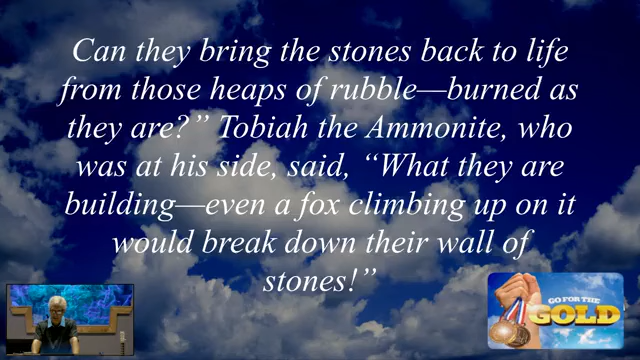 Can they bring the stones back to life
from those heaps of rubble—burned as
they are?” Tobiah the Ammonite, who
was at his side, said, “What they are
building—even a fox climbing up on it
would break down their wall of
stones!”
GO FOR THE
GOLD